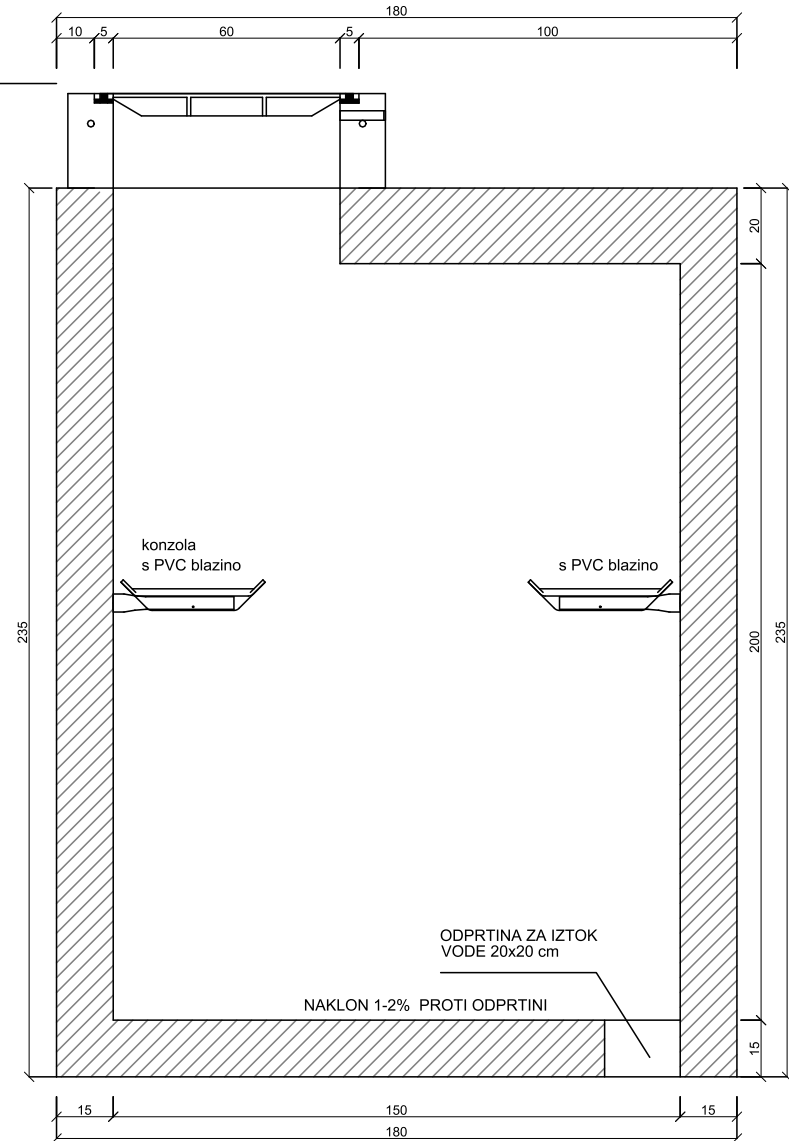 180
10 5 60 5 100
20
konzola
s PVC blazino
s PVC blazino
235
200
235
ODPRTINA ZA IZTOK
VODE 20x20 cm
NAKLON 1-2% PROTI ODPRTINI
15
15 150 15
180